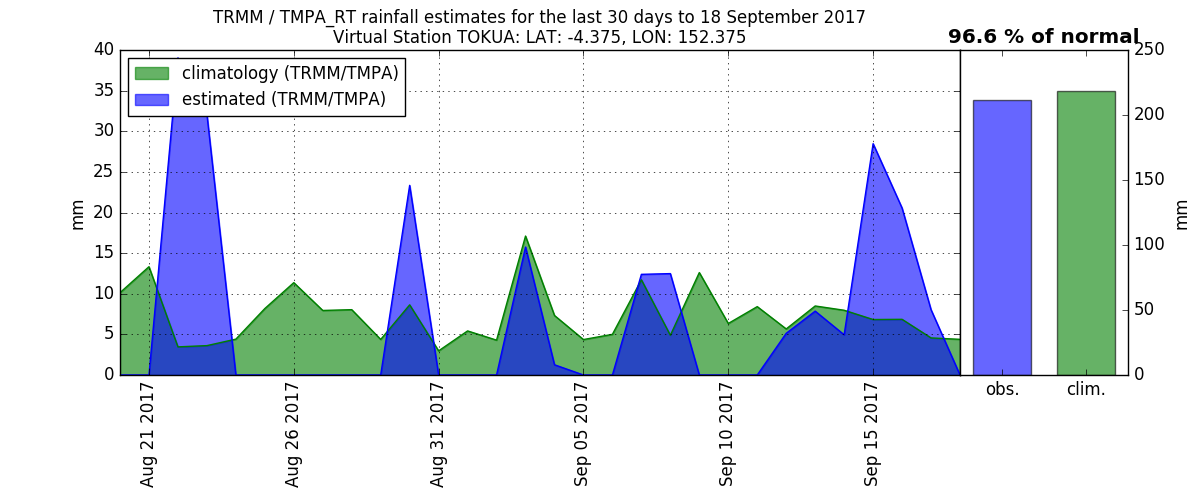 TRMM / TMPA_RT rainfall estimates for the last 30 days to 18 September 2017
Virtual Station TOKUA: LAT: -4.375, LON: 152.375
96.6 % of normal
climatology (TRMM/TMPA)
estimated (TRMM/TMPA)
40
35
30
25
20
15
10
5
0
mm
Aug 21 2017
Aug 26 2017
Aug 31 2017
Sep 05 2017
Sep 10 2017
Sep 15 2017
250
200
150
100
50
0
mm
obs.
clim.